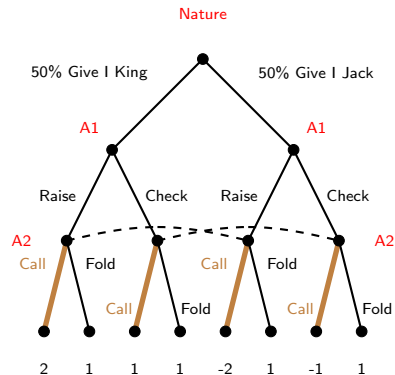 Nature
50% Give I King 50% Give I Jack
A1 A1
Raise Check Raise Check
A2 A2
Call Fold Call Fold
Call Fold Call Fold
2 1 1 1 -2 1 -1 1